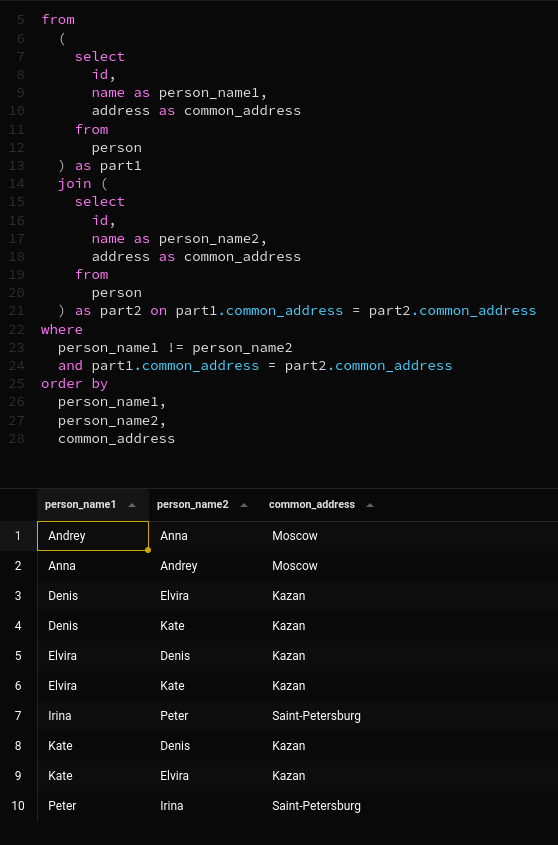 5 from
6 (
7 select
8 id,
9 name as person_name1,
10 address as common_address
11 from
12 person
13 ) as part1
14 join (
15 select
16 id,
17 name as person_name2,
18 address as common_address
19 from
20 person
21 ) as part2 on part1.common_address = part2.common_address
22 where
23 person_name1 != person_name2
24 and part1.common_address = part2.common_address
25 order by
26 person_name1,
27 person_name2,
28 common_address
person_name1 person_name2 common_address
1 Andrey Anna Moscow
2 Anna Andrey Moscow
3 Denis Elvira Kazan
4 Denis Kate Kazan
5 Elvira Denis Kazan
6 Elvira Kate Kazan
7 Irina Peter Saint-Petersburg
8 Kate Denis Kazan
9 Kate Elvira Kazan
10 Peter Irina Saint-Petersburg